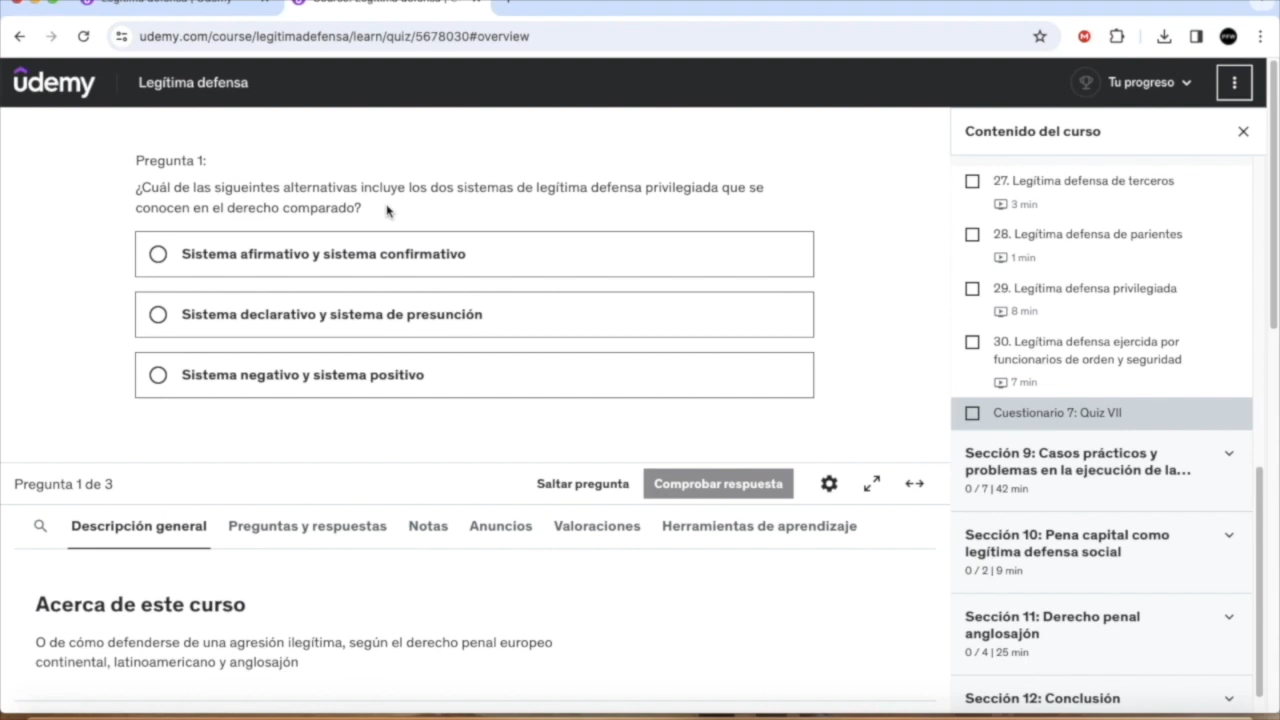 udemy.com/course/legitimadefensa/learn/quiz/5678030#overview
ûdemy
Legítima defensa
Tu progreso
Pregunta 1:
¿Cuál de las sigueintes alternativas incluye los dos sistemas de legítima defensa privilegiada que se
conocen en el derecho comparado?
Sistema afirmativo y sistema confirmativo
Sistema declarativo y sistema de presunción
Sistema negativo y sistema positivo
Pregunta 1 de 3
Saltar pregunta
Comprobar respuesta
Descripción general
Preguntas y respuestas
Notas
Anuncios
Valoraciones
Herramientas de aprendizaje
Acerca de este curso
O de cómo defenderse de una agresión ilegítima, según el derecho penal europeo
continental, latinoamericano y anglosajón
Contenido del curso
27. Legítima defensa de terceros
3 min
28. Legítima defensa de parientes
1 min
29. Legítima defensa privilegiada
8 min
30. Legítima defensa ejercida por
funcionarios de orden y seguridad
7 min
Cuestionario 7: Quiz VII
Sección 9: Casos prácticos y
problemas en la ejecución de la...
0 / 7 | 42 min
Sección 10: Pena capital como
legítima defensa social
0 / 2 | 9 min
Sección 11: Derecho penal
anglosajón
0 / 4 | 25 min
Sección 12: Conclusión